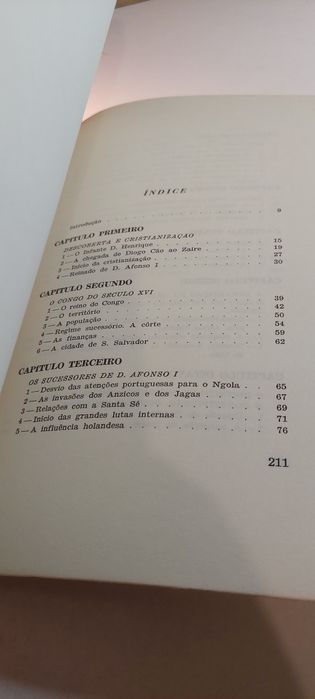 ÍNDICE
Introdução . . . . . . . . . . . 9
CAPÍTULO PRIMEIRO
DESCOBERTA E CRISTIANIZAÇÃO
1 — O Infante D. Henrique . . . . . . . 15
2 — A chegada de Diogo Cão ao Zaire . . . . 19
3 — Início da cristianização . . . . . . . 27
4 — Reinado de D. Afonso I . . . . . . . 30
CAPÍTULO SEGUNDO
O CONGO DO SÉCULO XVI
1 — O reino do Congo . . . . . . . . 39
2 — O território . . . . . . . . . 42
3 — A população . . . . . . . . . 50
4 — Regime sucessório. A côrte . . . . . . 54
5 — As finanças . . . . . . . . . 59
6 — A cidade de S. Salvador . . . . . . . 62
CAPÍTULO TERCEIRO
OS SUCESSORES DE D. AFONSO I
1 — Desvio das atenções portuguesas para o Ngola . . 65
2 — As invasões dos Anzicos e dos Jagas . . . . 67
3 — Relações com a Santa Sé . . . . . . . 69
4 — Início das grandes lutas internas . . . . . 71
5 — A influência holandesa . . . . . . . 76
211